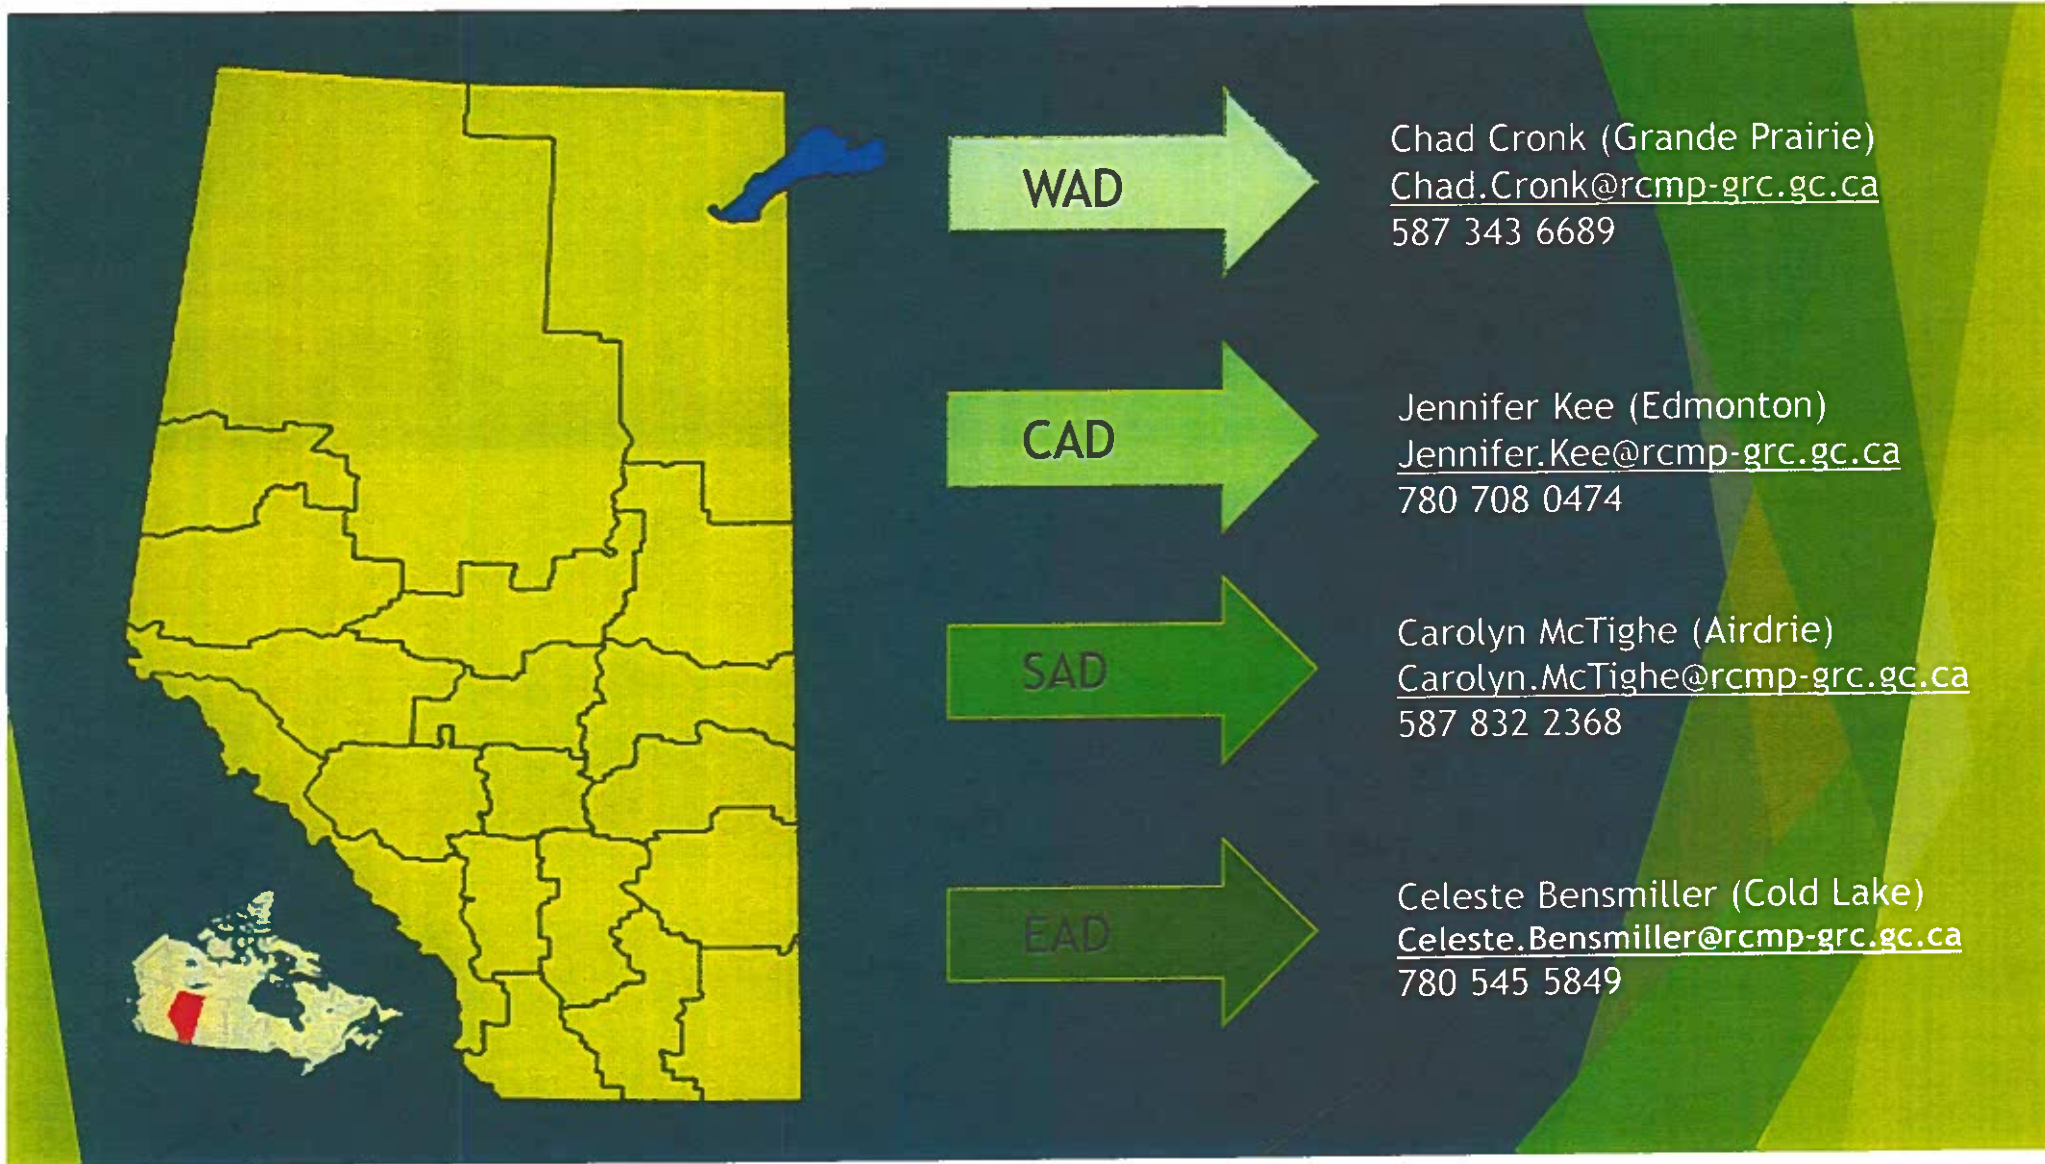 WAD
Chad Cronk (Grande Prairie)
Chad.Cronk@rcmp-grc.gc.ca
587 343 6689
CAD
Jennifer Kee (Edmonton)
Jennifer.Kee@rcmp-grc.gc.ca
780 708 0474
SAD
Carolyn McTighe (Airdrie)
Carolyn.McTighe@rcmp-grc.gc.ca
587 832 2368
EAD
Celeste Bensmiller (Cold Lake)
Celeste.Bensmiller@rcmp-grc.gc.ca
780 545 5849